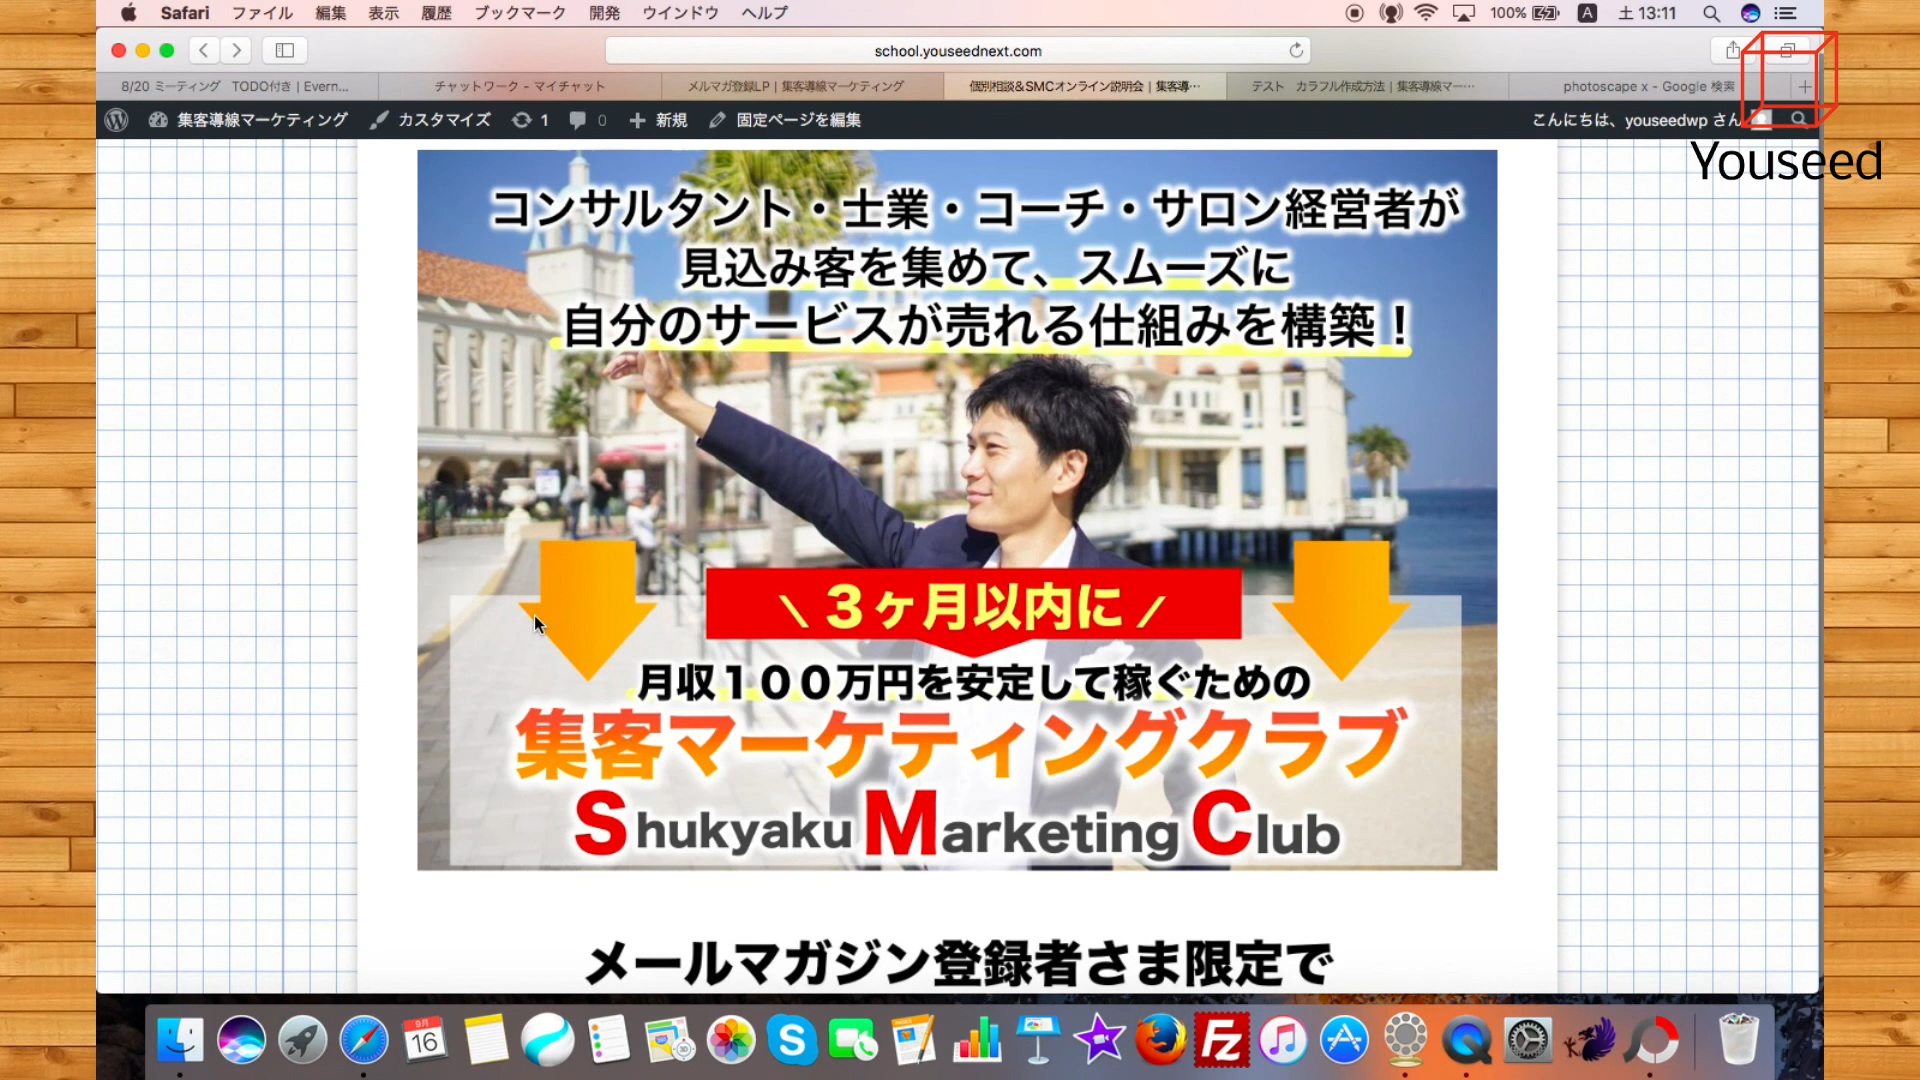 Safari ファイル 編集 表示 履歴 ブックマーク 開発 ウインドウ ヘルプ 100% A 土 13:11
school.youseednext.com
8/20 ミーティング TODO付き | Evern... チャットワーク - マイチャット メルマガ登録LP | 集客導線マーケティング 個別相談&SMCオンライン説明会 | 集客導… テスト カラフル作成方法 | 集客導線マー… photoscape x - Google 検索
集客導線マーケティング カスタマイズ 1 0 新規 固定ページを編集 こんにちは、youseedwp さん
Youseed
コンサルタント・士業・コーチ・サロン経営者が
見込み客を集めて、スムーズに
自分のサービスが売れる仕組みを構築！
\ ３ヶ月以内に /
月収１００万円を安定して稼ぐための
集客マーケティングクラブ
Shukyaku Marketing Club
メールマガジン登録者さま限定で
9月
16